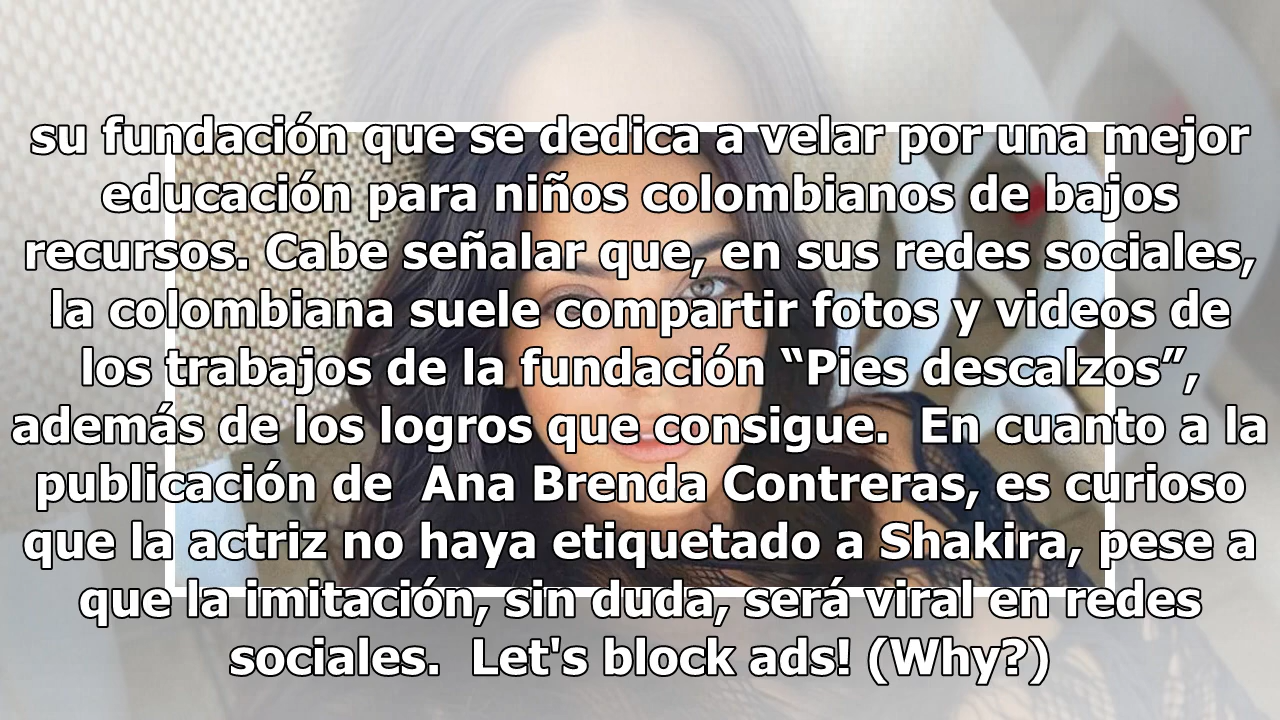 su fundación que se dedica a velar por una mejor
educación para niños colombianos de bajos
recursos. Cabe señalar que, en sus redes sociales,
la colombiana suele compartir fotos y videos de
los trabajos de la fundación “Pies descalzos”,
además de los logros que consigue.  En cuanto a la
publicación de  Ana Brenda Contreras, es curioso
que la actriz no haya etiquetado a Shakira, pese a
que la imitación, sin duda, será viral en redes
sociales.  Let's block ads! (Why?)